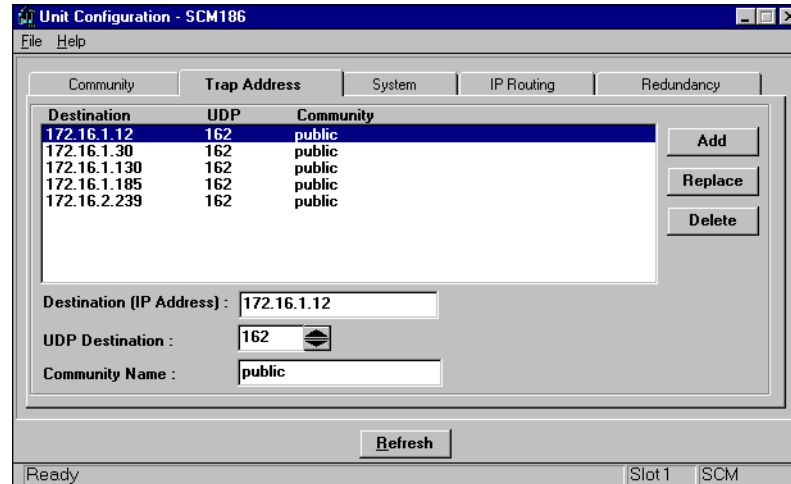 Unit Configuration - SCM186
File Help
Community Trap Address System IP Routing Redundancy
Destination UDP Community
172.16.1.12 162 public
172.16.1.30 162 public
172.16.1.130 162 public
172.16.1.185 162 public
172.16.2.239 162 public
Add
Replace
Delete
Destination (IP Address) : 172.16.1.12
UDP Destination : 162
Community Name : public
Refresh
Ready Slot 1 SCM